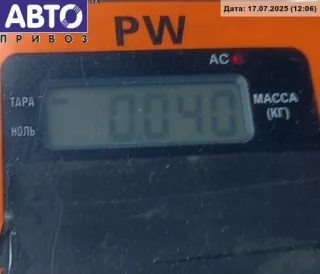 АВТО
ПРИВОЗ
Дата: 17.07.2025 (12:06)
PW
AC
ТАРА
НОЛЬ
0.040
МАССА
(КГ)